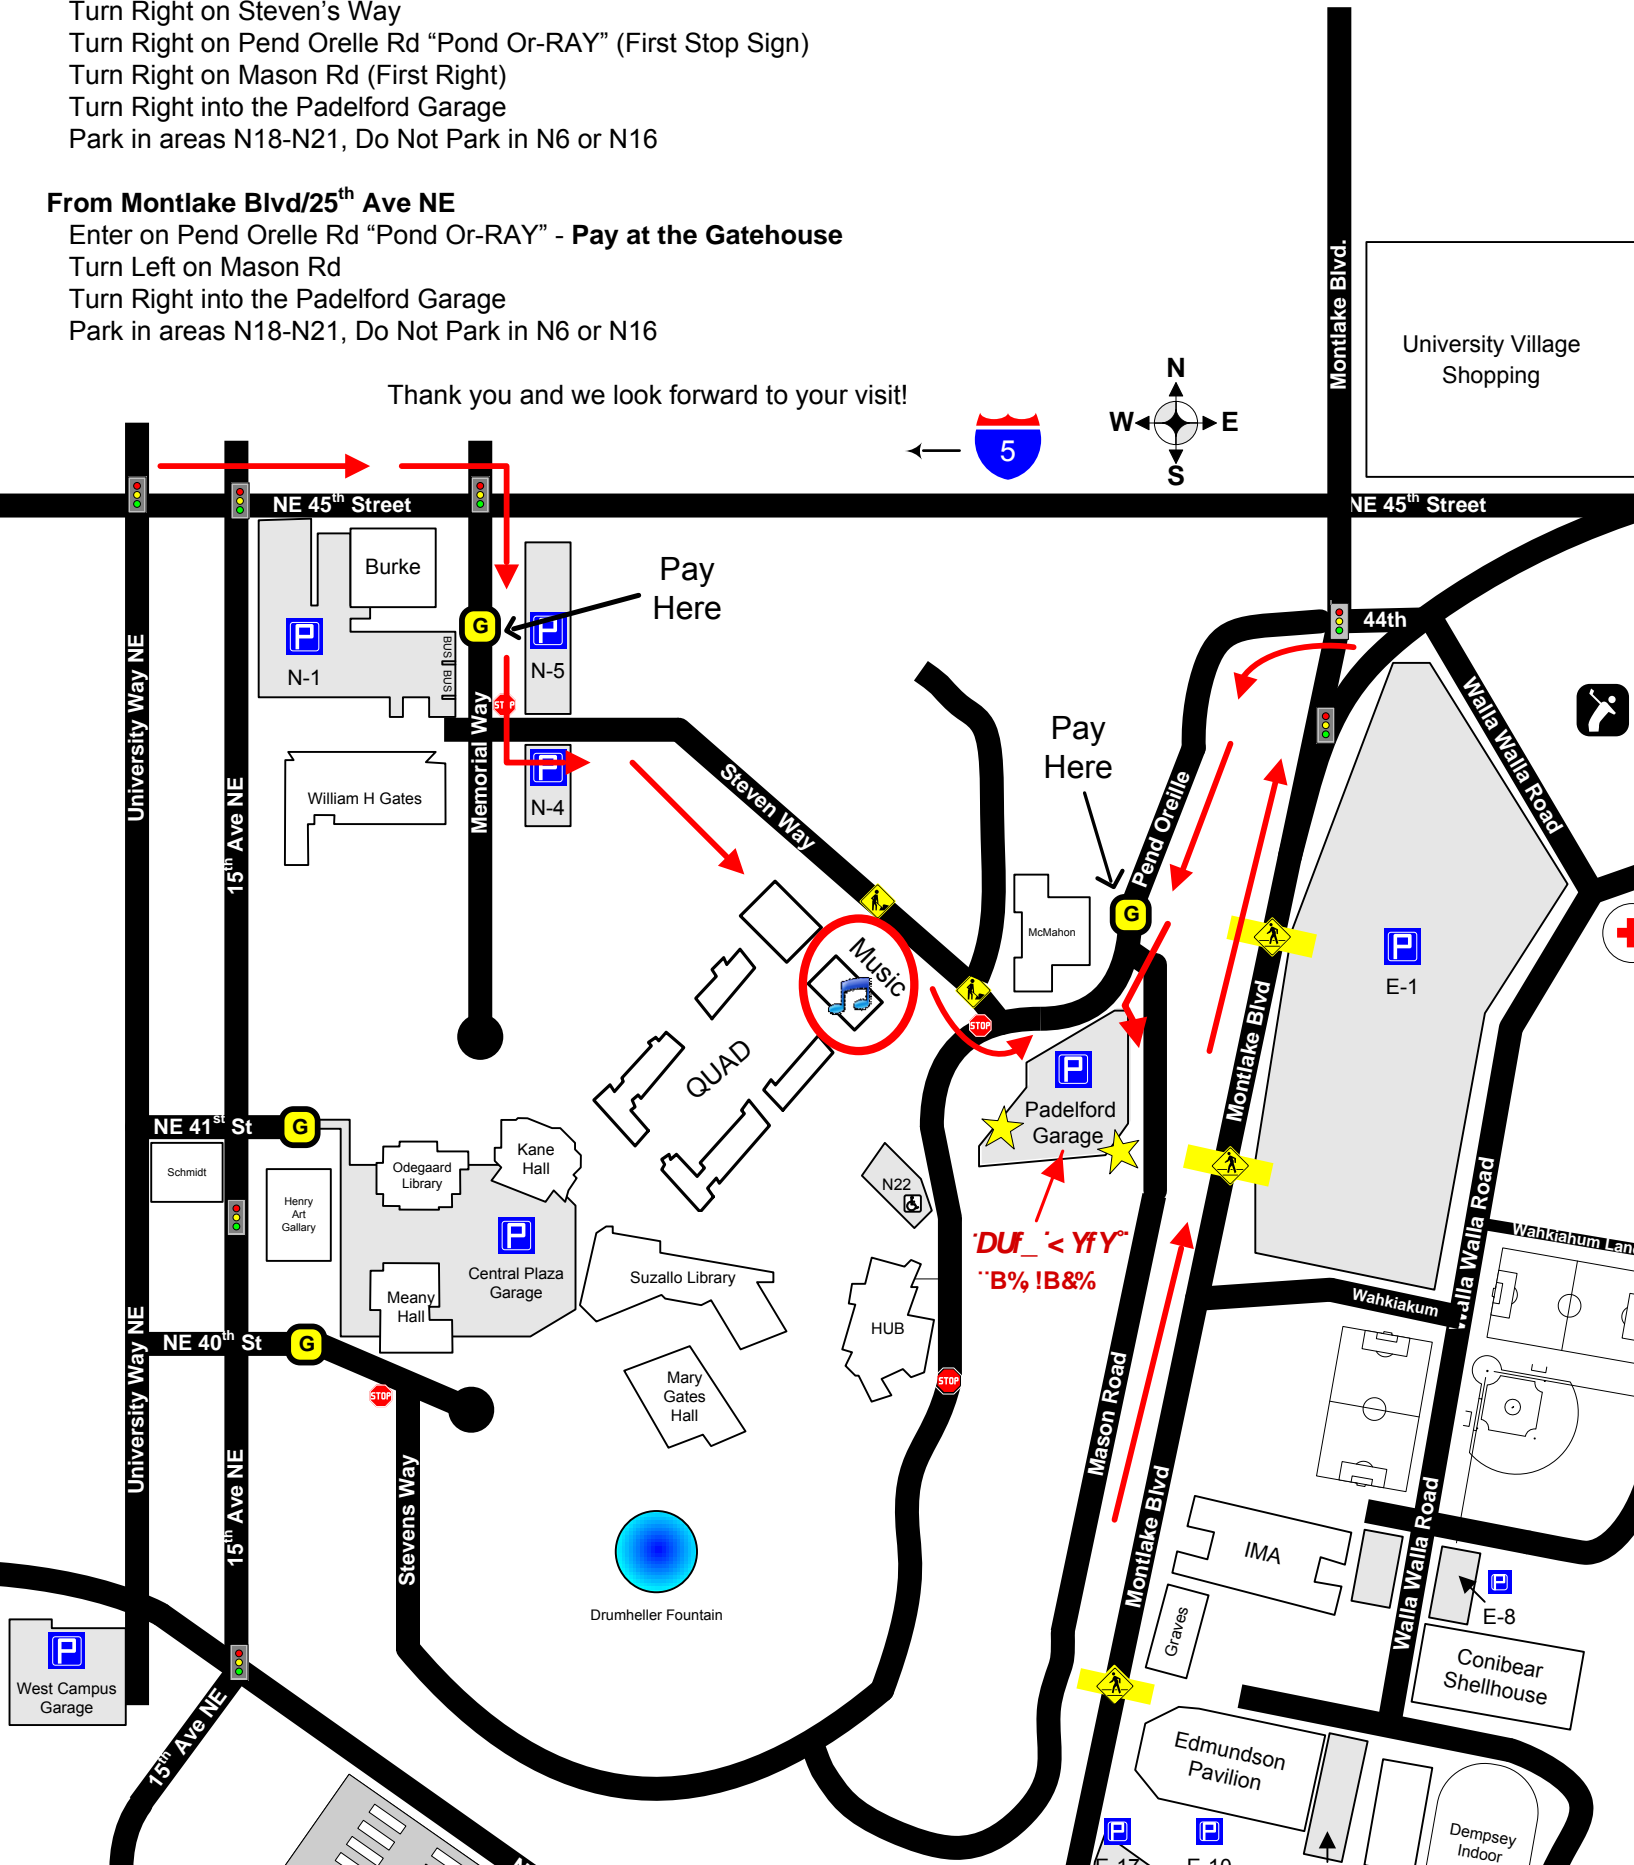 Turn Right on Steven's Way
Turn Right on Pend Orelle Rd “Pond Or-RAY” (First Stop Sign)
Turn Right on Mason Rd (First Right)
Turn Right into the Padelford Garage
Park in areas N18-N21, Do Not Park in N6 or N16
From Montlake Blvd/25th Ave NE
Enter on Pend Orelle Rd “Pond Or-RAY” - Pay at the Gatehouse
Turn Left on Mason Rd
Turn Right into the Padelford Garage
Park in areas N18-N21, Do Not Park in N6 or N16
Thank you and we look forward to your visit!
N
W
E
S
5
Montlake Blvd.
University Village
Shopping
NE 45th Street
NE 45th Street
Burke
Pay
Here
G
P
N-1
BUS
BUS
P
N-5
STOP
44th
University Way NE
15th Ave NE
Memorial Way
William H Gates
P
N-4
Steven Way
Pay
Here
Pend Oreille
Walla Walla Road
G
McMahon
Music
P
E-1
STOP
QUAD
Montlake Blvd
P
Padelford
Garage
NE 41st St
G
Schmidt
Henry
Art
Gallary
Odegaard
Library
Kane
Hall
N22
P
Central Plaza
Garage
Meany
Hall
Suzallo Library
¨DUf_ ¨< YfY¨
¨B%‚ !B&%
Walla Walla Road
Wahkiahum Lane
Wahkiakum
HUB
STOP
NE 40th St
G
STOP
University Way NE
Mary
Gates
Hall
Mason Road
15th Ave NE
Stevens Way
Montlake Blvd
Drumheller Fountain
IMA
Graves
Walla Walla Road
P
E-8
Conibear
Shellhouse
P
West Campus
Garage
15th Ave NE
Edmundson
Pavilion
P
E-17
P
Dempsey
Indoor